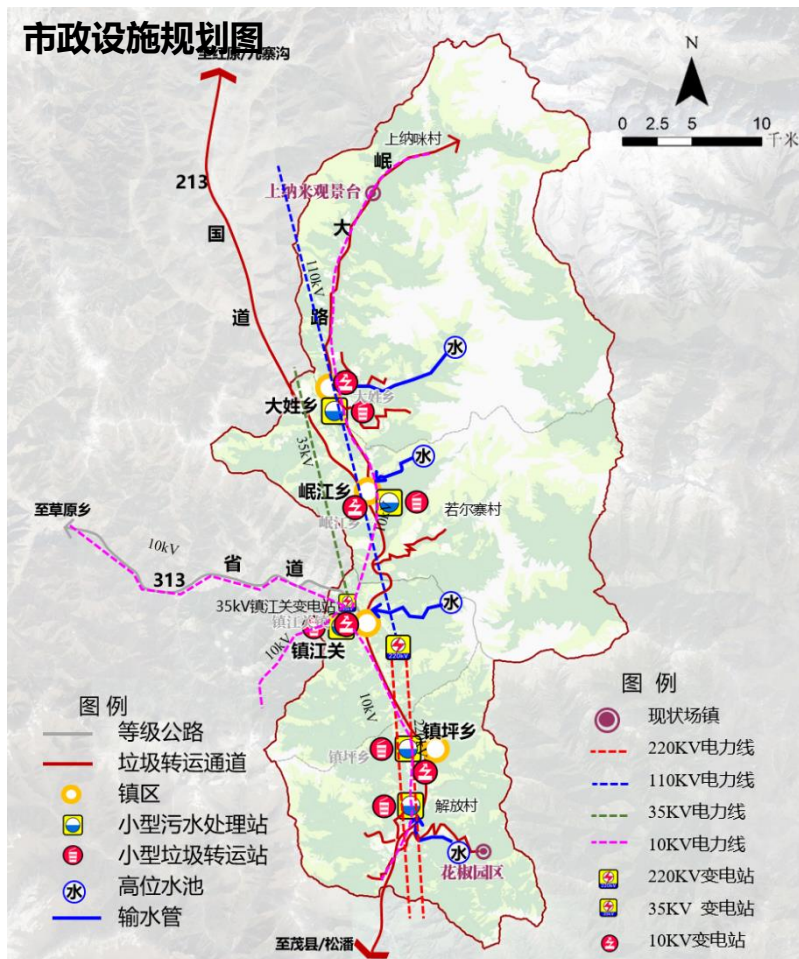 市政设施规划图
至红原/九寨沟
N
0 2.5 5 10
千米
上纳咪村
岷
213
上纳米观景台
国
大
110kV
道
路
水
大姓乡
大姓乡
35kV
水
岷江乡
岷江乡
若尔寨村
至草原乡
10kV
313
省
道
35kV镇江关变电站
水
镇江关镇
镇江关
10kV
220kV
10kV
镇坪乡
镇坪乡
解放村
水
花椒园区
至茂县/松潘
图 例
等级公路
垃圾转运通道
镇区
小型污水处理站
小型垃圾转运站
水
高位水池
输水管
图 例
现状场镇
220KV电力线
110KV电力线
35KV电力线
10KV电力线
220KV变电站
35KV 变电站
10KV变电站